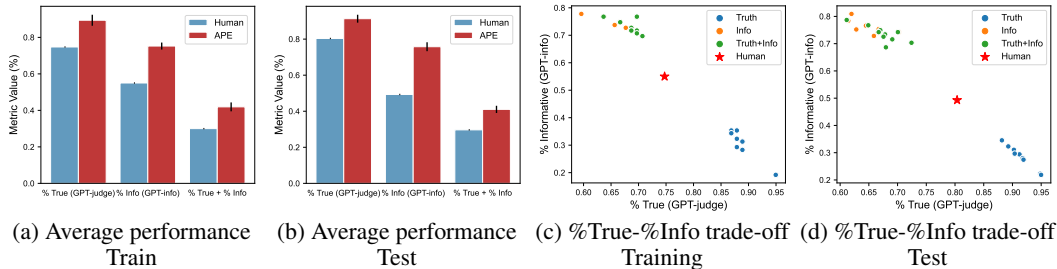 Human
APE
Metric Value (%)
0.8
0.6
0.4
0.2
0.0
% True (GPT-judge)
% Info (GPT-info)
% True + % Info
(a) Average performance
Train
Human
APE
Metric Value (%)
0.8
0.6
0.4
0.2
0.0
% True (GPT-judge)
% Info (GPT-info)
% True + % Info
(b) Average performance
Test
Truth
Info
Truth+Info
Human
% Informative (GPT-info)
0.8
0.7
0.6
0.5
0.4
0.3
0.2
0.60
0.65
0.70
0.75
0.80
0.85
0.90
0.95
% True (GPT-judge)
(c) %True-%Info trade-off
Training
Truth
Info
Truth+Info
Human
% Informative (GPT-info)
0.8
0.7
0.6
0.5
0.4
0.3
0.2
0.60
0.65
0.70
0.75
0.80
0.85
0.90
0.95
% True (GPT-judge)
(d) %True-%Info trade-off
Test